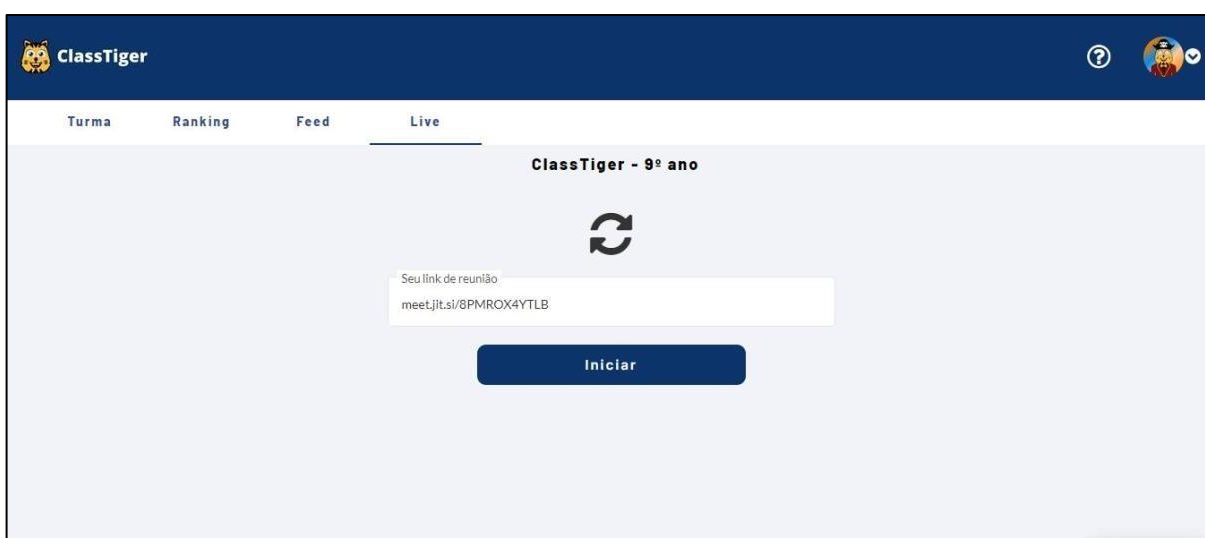 ClassTiger
Turma Ranking Feed Live
ClassTiger - 9º ano
Seu link de reunião
meet.jit.si/8PMROX4YTLB
Iniciar